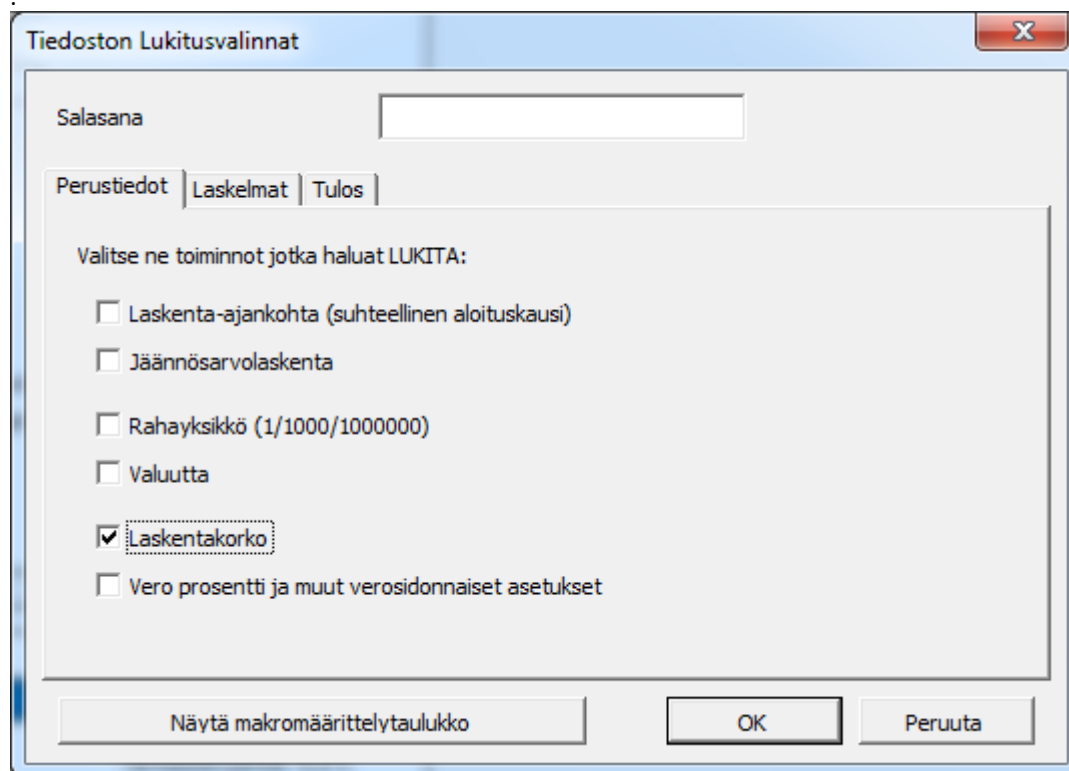 .
Tiedoston Lukitusvalinnat
Salasana
Perustiedot Laskelmat Tulos
Valitse ne toiminnot jotka haluat LUKITA:
Laskenta-ajankohta (suhteellinen aloituskausi)
Jäännösarvolaskenta
Rahayksikkö (1/1000/1000000)
Valuutta
Laskentakorko
Vero prosentti ja muut verosidonnaiset asetukset
Näytä makromäärittelytaulukko OK Peruuta